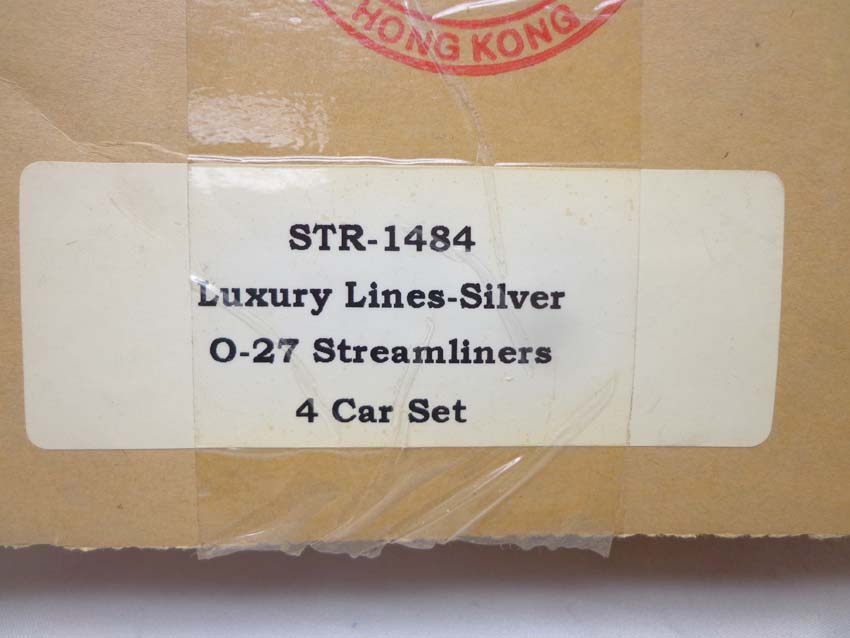 HONG KONG
STR-1484
Luxury Lines-Silver
O-27 Streamliners
4 Car Set